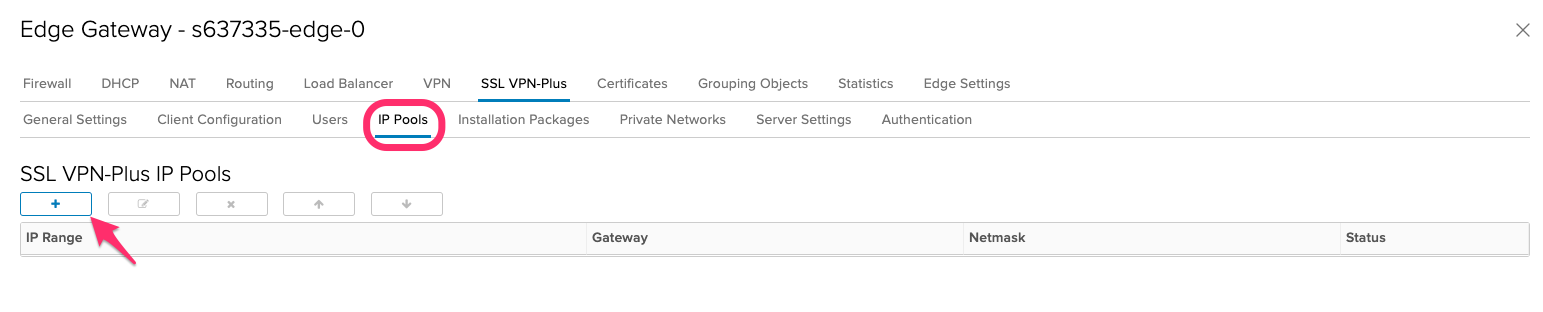 Edge Gateway - s637335-edge-0
Firewall DHCP NAT Routing Load Balancer VPN SSL VPN-Plus Certificates Grouping Objects Statistics Edge Settings
General Settings Client Configuration Users IP Pools Installation Packages Private Networks Server Settings Authentication
SSL VPN-Plus IP Pools
IP Range Gateway Netmask Status